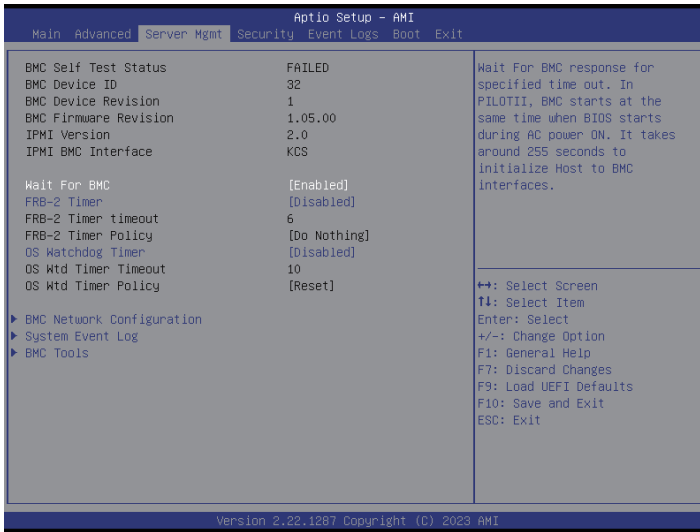 Aptio Setup – AMI
Main Advanced Server Mgmt Security Event Logs Boot Exit
BMC Self Test Status FAILED
BMC Device ID 32
BMC Device Revision 1
BMC Firmware Revision 1.05.00
IPMI Version 2.0
IPMI BMC Interface KCS
Wait For BMC [Enabled]
FRB-2 Timer [Disabled]
FRB-2 Timer timeout 6
FRB-2 Timer Policy [Do Nothing]
OS Watchdog Timer [Disabled]
OS Wtd Timer Timeout 10
OS Wtd Timer Policy [Reset]
▶ BMC Network Configuration
▶ System Event Log
▶ BMC Tools
Wait For BMC response for
specified time out. In
PILOTII, BMC starts at the
same time when BIOS starts
during AC power ON. It takes
around 255 seconds to
initialize Host to BMC
interfaces.
↔: Select Screen
↑↓: Select Item
Enter: Select
+/-: Change Option
F1: General Help
F7: Discard Changes
F9: Load UEFI Defaults
F10: Save and Exit
ESC: Exit
Version 2.22.1287 Copyright (C) 2023 AMI